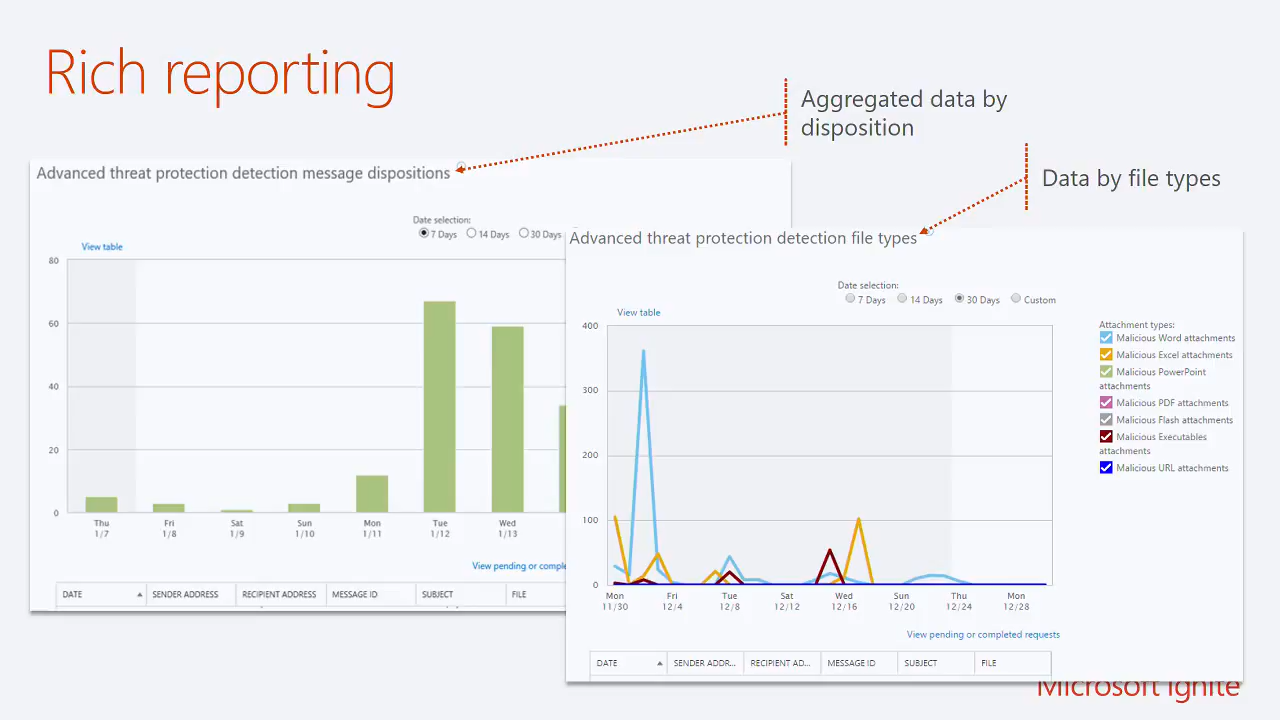 Rich reporting
Aggregated data by
disposition
Data by file types
Advanced threat protection detection message dispositions
Date selection:
7 Days 14 Days 30 Days
View table
80
60
40
20
0
Thu Fri Sat Sun Mon Tue Wed
1/7 1/8 1/9 1/10 1/11 1/12 1/13
View pending or comple
DATE SENDER ADDRESS RECIPIENT ADDRESS MESSAGE ID SUBJECT FILE
Advanced threat protection detection file types
Date selection:
7 Days 14 Days 30 Days Custom
View table
400
300
200
100
0
Mon Fri Tue Sat Wed Sun Thu Mon
11/30 12/4 12/8 12/12 12/16 12/20 12/24 12/28
Attachment types:
Malicious Word attachments
Malicious Excel attachments
Malicious PowerPoint
attachments
Malicious PDF attachments
Malicious Flash attachments
Malicious Executables
attachments
Malicious URL attachments
View pending or completed requests
DATE SENDER ADDR... RECIPIENT AD... MESSAGE ID SUBJECT FILE
Microsoft Ignite